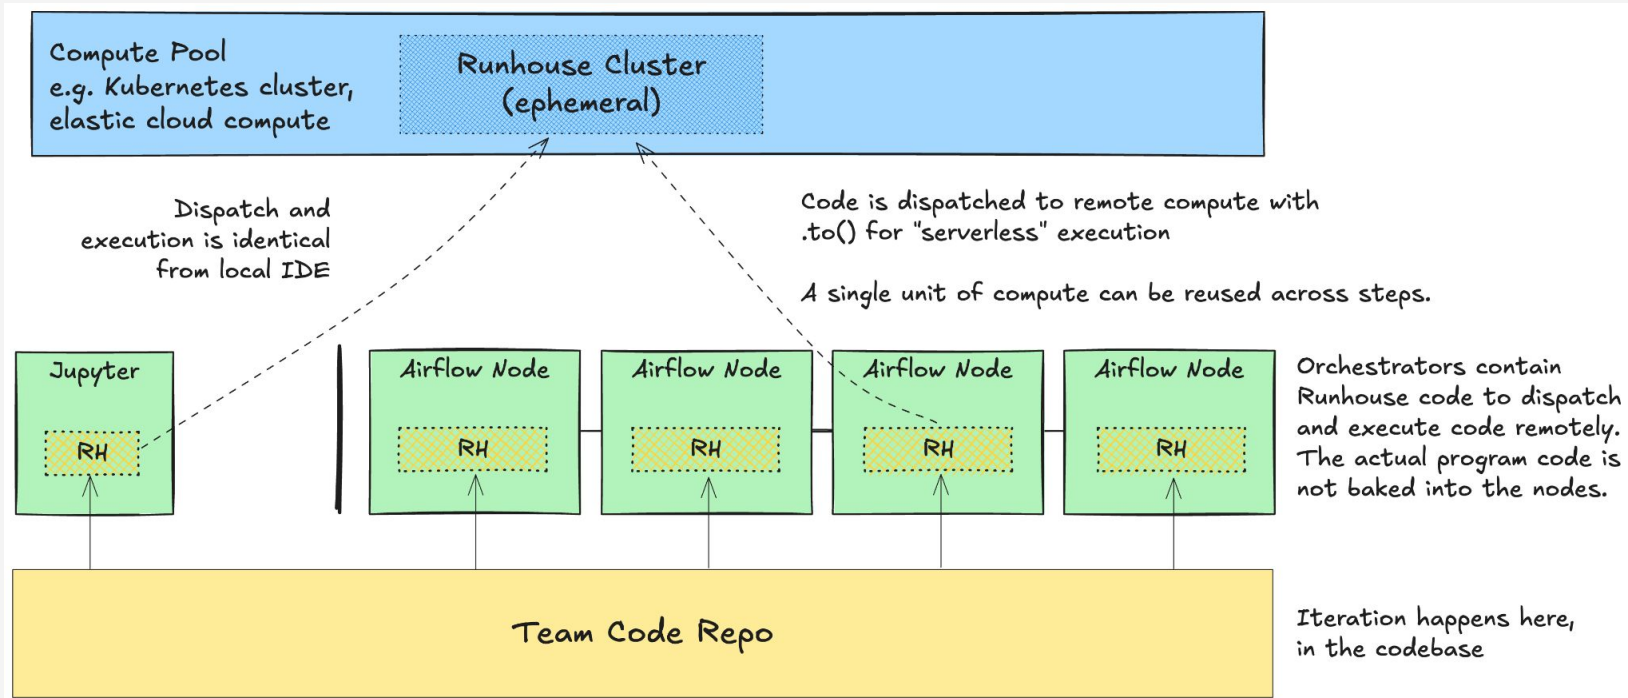 Compute Pool
e.g. Kubernetes cluster,
elastic cloud compute
Runhouse Cluster
(ephemeral)
Dispatch and
execution is identical
from local IDE
Code is dispatched to remote compute with
.to() for "serverless" execution
A single unit of compute can be reused across steps.
Jupyter
RH
Airflow Node
RH
Airflow Node
RH
Airflow Node
RH
Airflow Node
RH
Orchestrators contain
Runhouse code to dispatch
and execute code remotely.
The actual program code is
not baked into the nodes.
Team Code Repo
Iteration happens here,
in the codebase